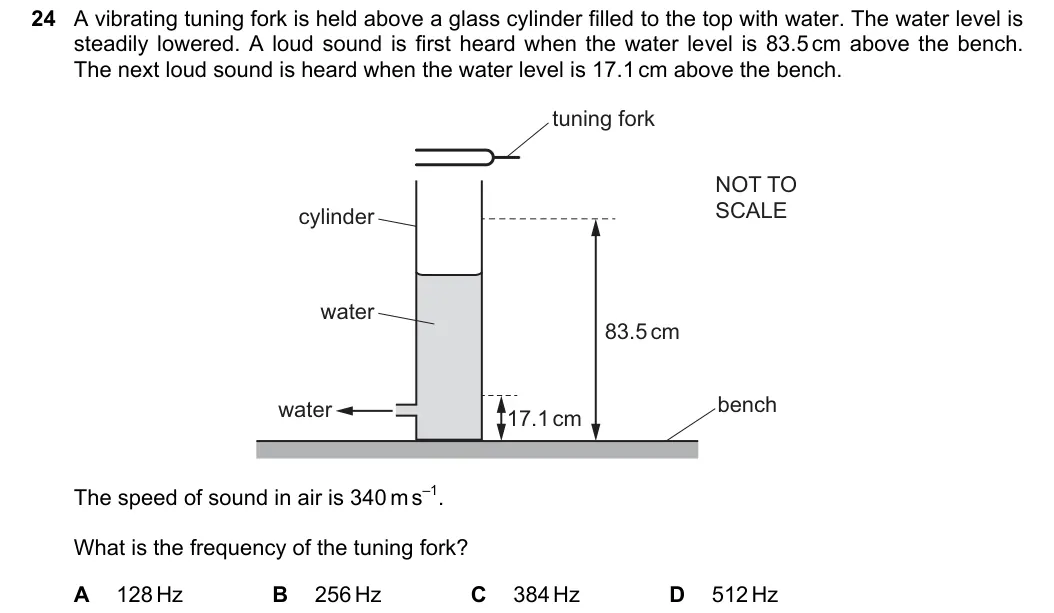 24 A vibrating tuning fork is held above a glass cylinder filled to the top with water. The water level is
steadily lowered. A loud sound is first heard when the water level is 83.5 cm above the bench.
The next loud sound is heard when the water level is 17.1 cm above the bench.
tuning fork
NOT TO
SCALE
cylinder
water
83.5 cm
water
17.1 cm
bench
The speed of sound in air is 340 m s⁻¹.
What is the frequency of the tuning fork?
A 128 Hz B 256 Hz C 384 Hz D 512 Hz